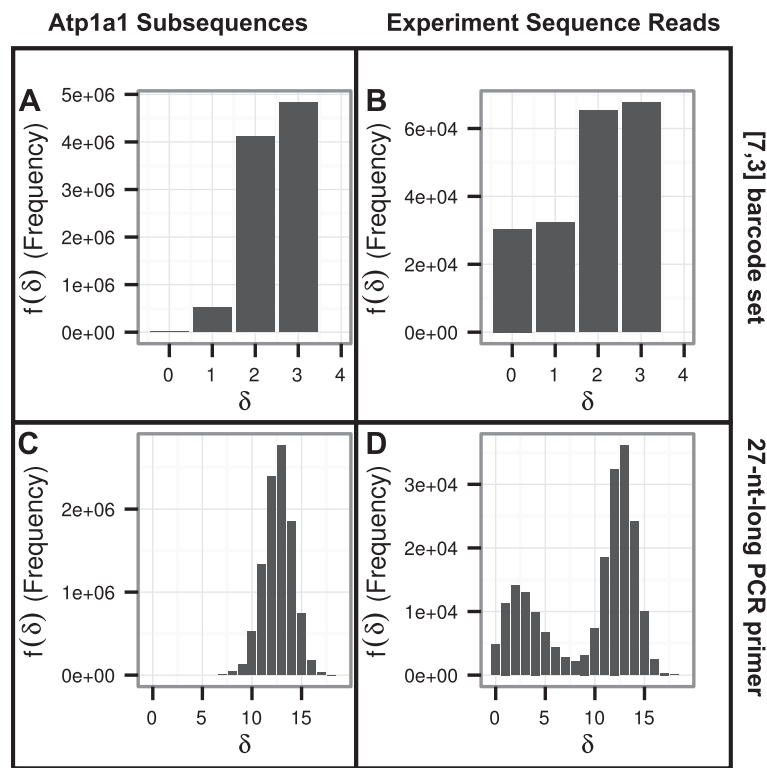 Atp1a1 Subsequences
Experiment Sequence Reads
A
f(δ) (Frequency)
5e+06
4e+06
3e+06
2e+06
1e+06
0e+00
0 1 2 3 4
δ
B
f(δ) (Frequency)
6e+04
4e+04
2e+04
0e+00
0 1 2 3 4
δ
[7,3] barcode set
C
f(δ) (Frequency)
2e+06
1e+06
0e+00
0 5 10 15
δ
D
f(δ) (Frequency)
3e+04
2e+04
1e+04
0e+00
0 5 10 15
δ
27-nt-long PCR primer